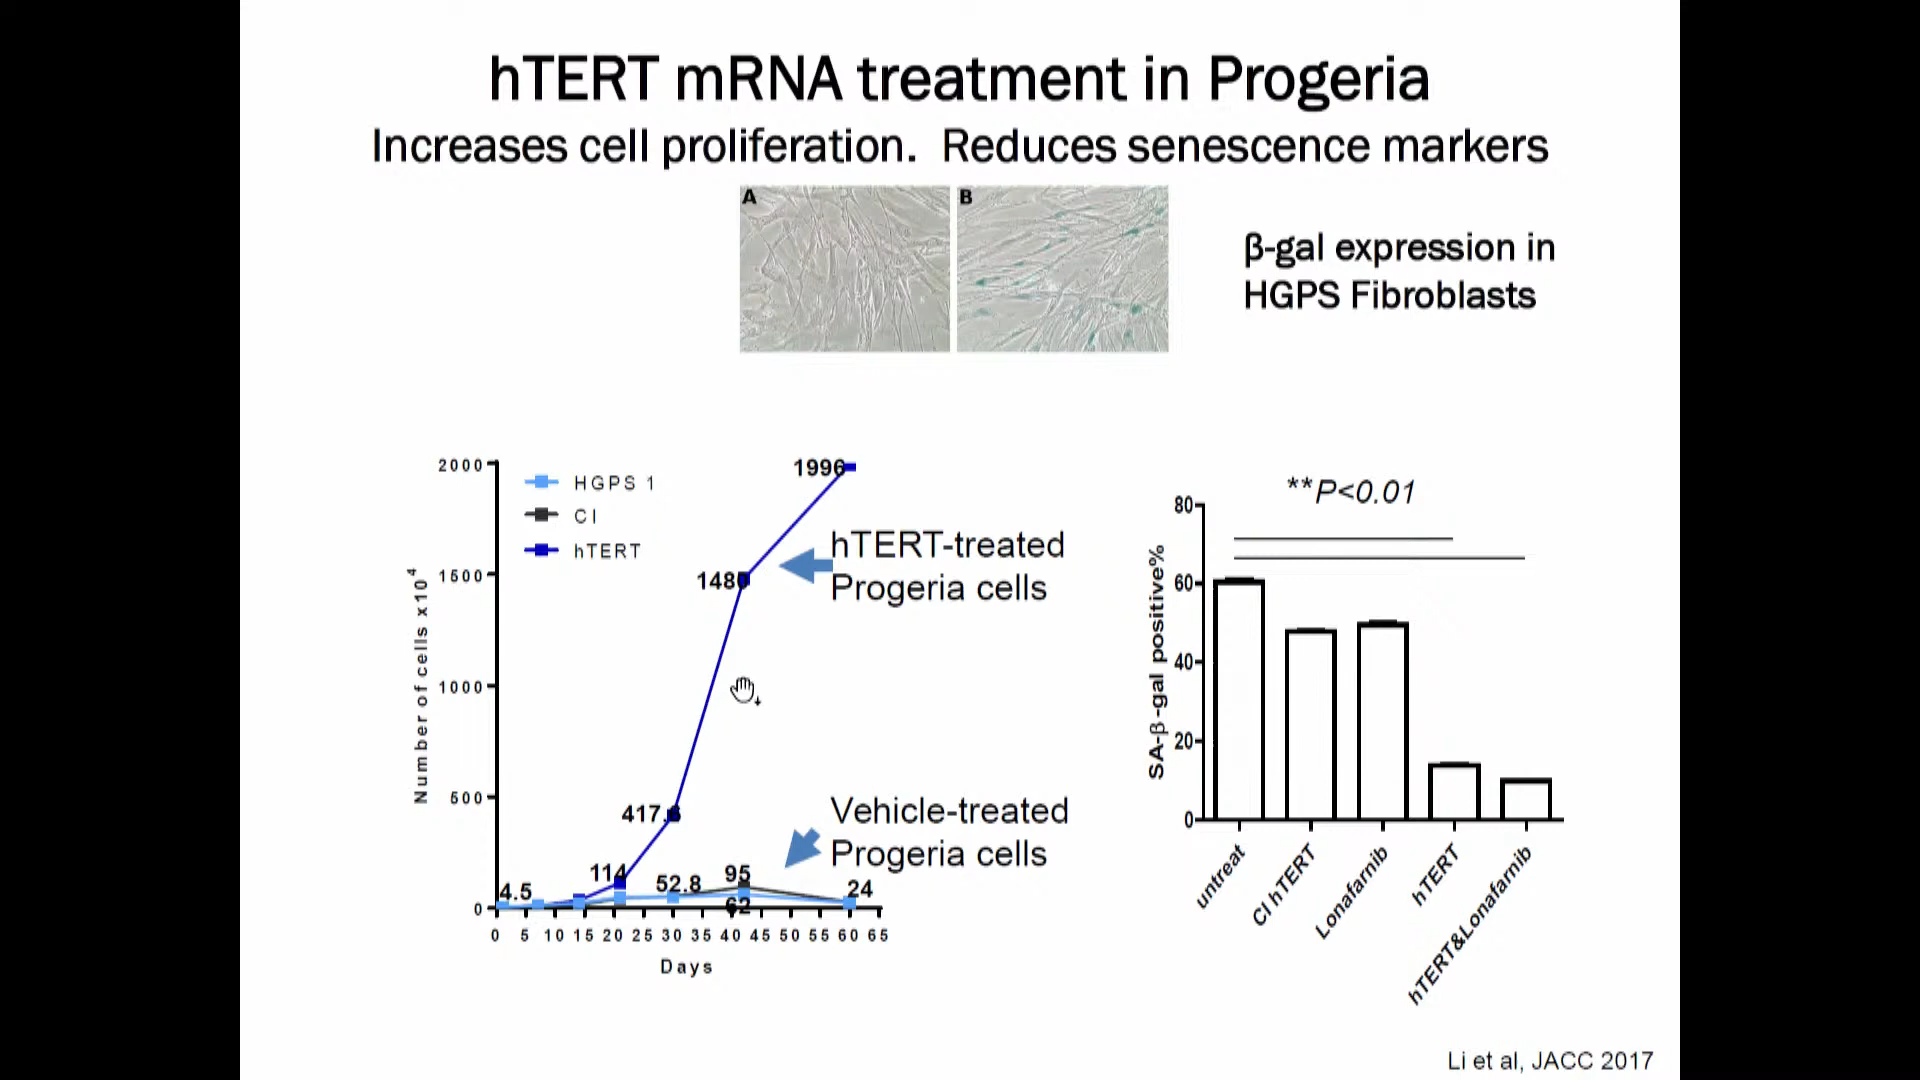 hTERT mRNA treatment in Progeria
Increases cell proliferation. Reduces senescence markers
A
B
β-gal expression in
HGPS Fibroblasts
2000
1500
1000
500
0
Number of cells x10⁴
HGPS 1
CI
hTERT
1996
1480
114
4.5
52.8
95
62
24
hTERT-treated
Progeria cells
Vehicle-treated
Progeria cells
0 5 10 15 20 25 30 35 40 45 50 55 60 65
Days
**P<0.01
80
60
40
20
0
SA-β-gal positive%
untreat
CI hTERT
Lonafarnib
hTERT
hTERT&Lonafarnib
Li et al, JACC 2017